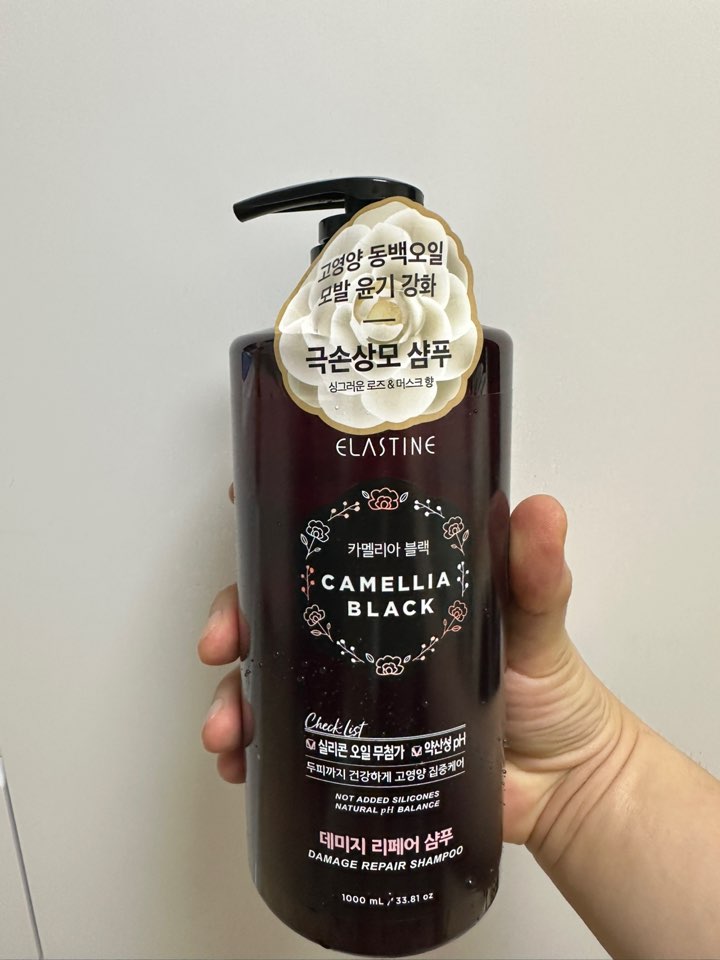 고영양 동백오일
모발 윤기 강화
극손상모 샴푸
싱그러운 로즈 & 머스크 향
ELASTINE
카멜리아 블랙
CAMELLIA
BLACK
Check list
실리콘 오일 무첨가 약산성 pH
두피까지 건강하게 고영양 집중케어
NOT ADDED SILICONES
NATURAL pH BALANCE
데미지 리페어 샴푸
DAMAGE REPAIR SHAMPOO
1000 mL / 33.81 oz